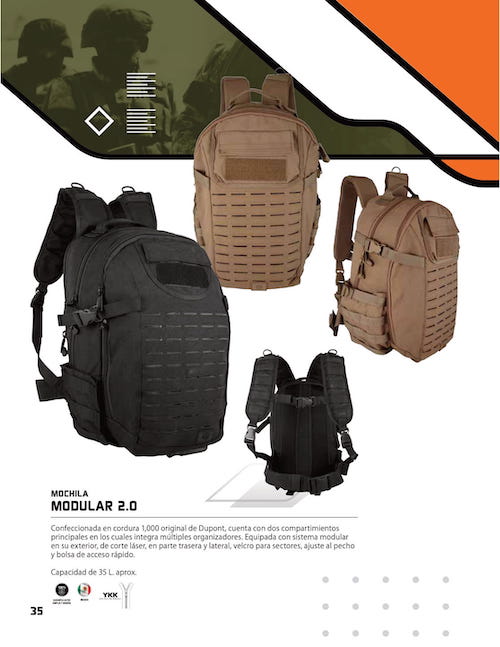 MOCHILA
MODULAR 2.0
Confeccionada en cordura 1,000 original de Dupont, cuenta con dos compartimientos
principales en los cuales integra múltiples organizadores. Equipada con sistema modular
en su exterior, de corte láser, en parte trasera y lateral, velcro para sectores, ajuste al pecho
y bolsa de acceso rápido.
Capacidad de 35 L. aprox.
YKK
35